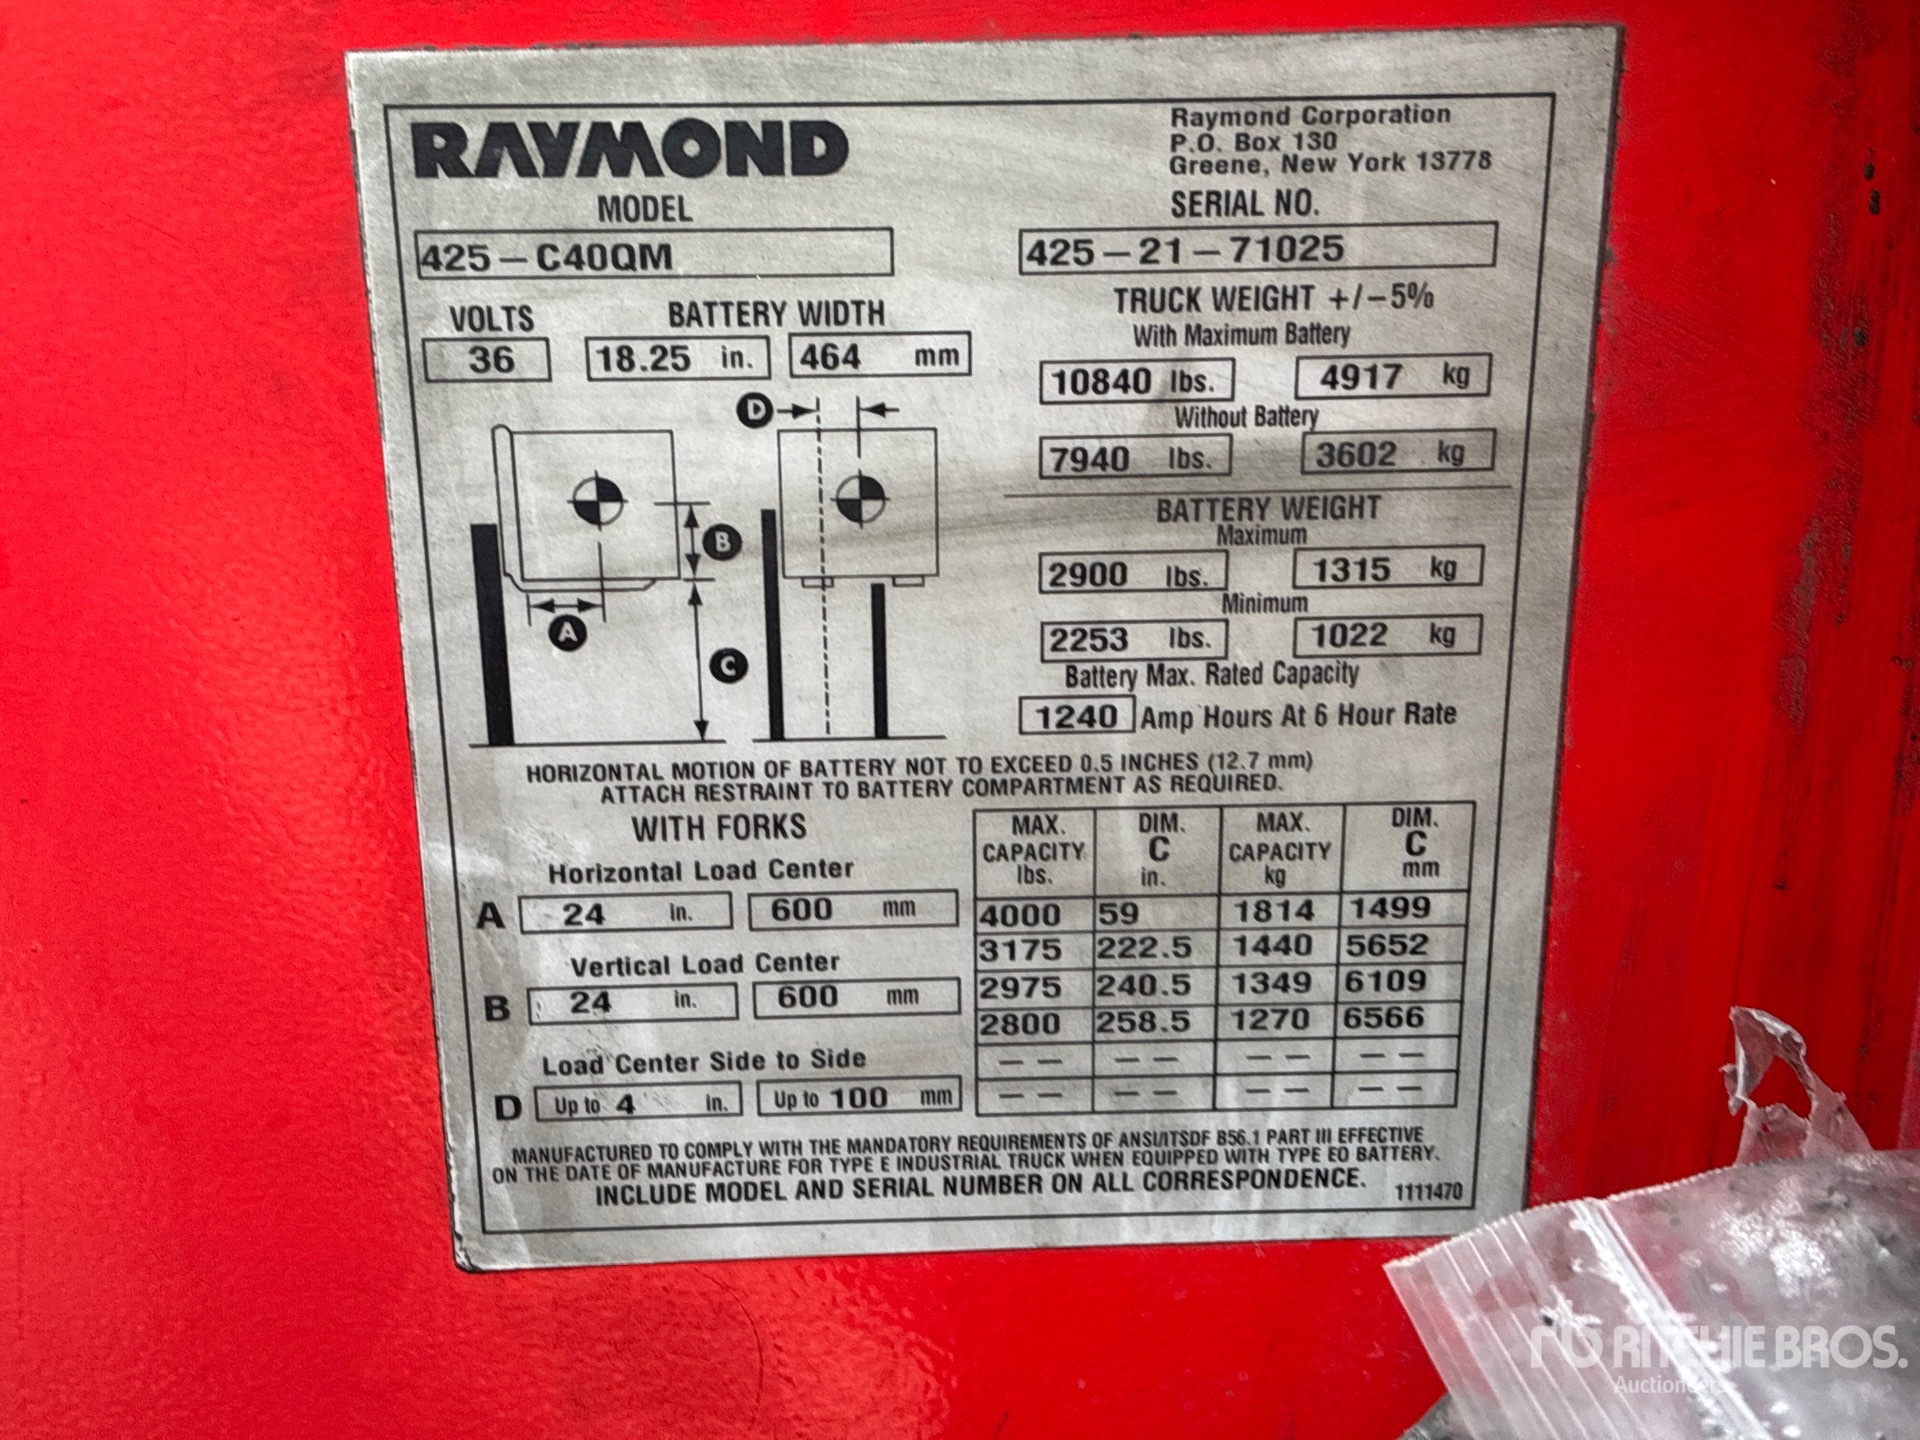 RAYMOND
Raymond Corporation
P.O. Box 130
Greene, New York 13778
MODEL
425-C40QM
SERIAL NO.
425-21-71025
VOLTS
36
BATTERY WIDTH
18.25 in. 464 mm
TRUCK WEIGHT +/-5%
With Maximum Battery
10840 lbs. 4917 kg
Without Battery
7940 lbs. 3602 kg
D
B
A
C
BATTERY WEIGHT
Maximum
2900 lbs. 1315 kg
Minimum
2253 lbs. 1022 kg
Battery Max. Rated Capacity
1240 Amp Hours At 6 Hour Rate
HORIZONTAL MOTION OF BATTERY NOT TO EXCEED 0.5 INCHES (12.7 mm)
ATTACH RESTRAINT TO BATTERY COMPARTMENT AS REQUIRED.
WITH FORKS
Horizontal Load Center
A 24 in. 600 mm
Vertical Load Center
B 24 in. 600 mm
Load Center Side to Side
D Up to 4 in. Up to 100 mm
MAX. CAPACITY lbs. DIM. C in. MAX. CAPACITY kg DIM. C mm
4000 59 1814 1499
3175 222.5 1440 5652
2975 240.5 1349 6109
2800 258.5 1270 6566
-- -- -- --
-- -- -- --
MANUFACTURED TO COMPLY WITH THE MANDATORY REQUIREMENTS OF ANSI/ITSDF B56.1 PART III EFFECTIVE
ON THE DATE OF MANUFACTURE FOR TYPE E INDUSTRIAL TRUCK WHEN EQUIPPED WITH TYPE EO BATTERY.
INCLUDE MODEL AND SERIAL NUMBER ON ALL CORRESPONDENCE. 1111470
rb RITCHIE BROS.
Auctioneers